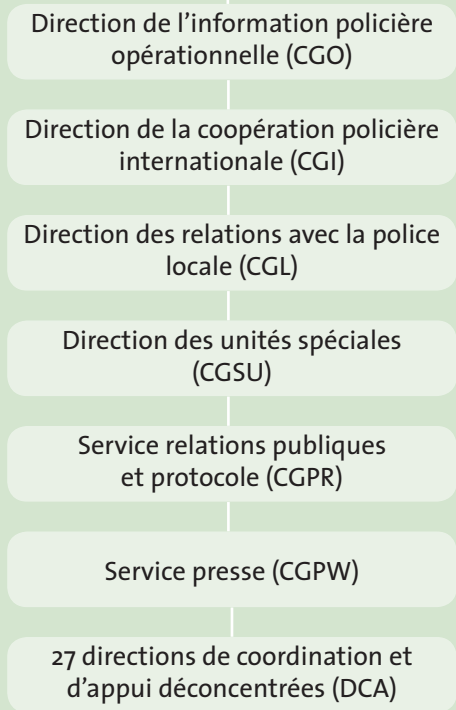 Direction de l'information policière
opérationnelle (CGO)
Direction de la coopération policière
internationale (CGI)
Direction des relations avec la police
locale (CGL)
Direction des unités spéciales
(CGSU)
Service relations publiques
et protocole (CGPR)
Service presse (CGPW)
27 directions de coordination et
d'appui déconcentrées (DCA)